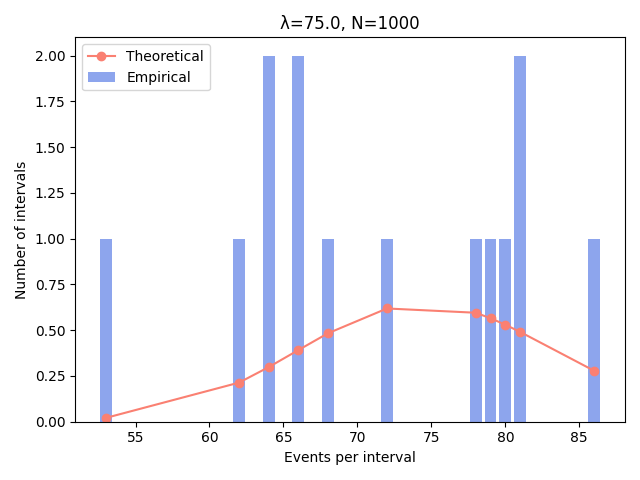 λ=75.0, N=1000
Theoretical
Empirical
Number of intervals
2.00
1.75
1.50
1.25
1.00
0.75
0.50
0.25
0.00
55 60 65 70 75 80 85
Events per interval